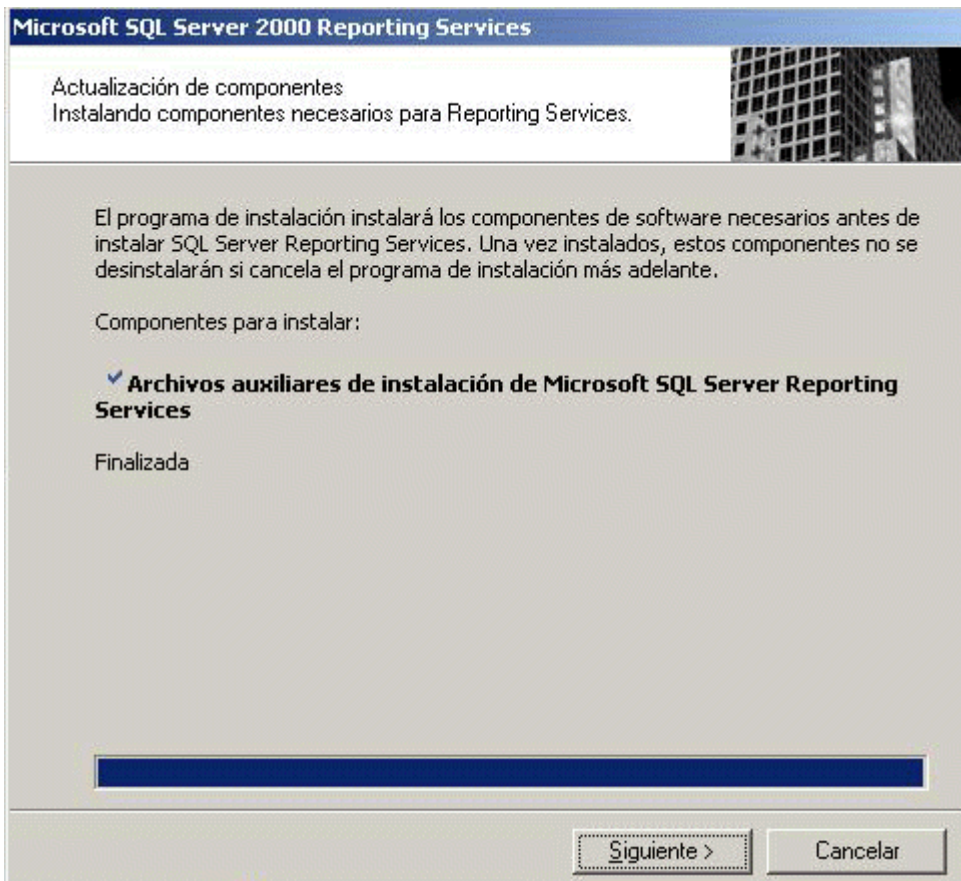 Microsoft SQL Server 2000 Reporting Services
Actualización de componentes
Instalando componentes necesarios para Reporting Services.
El programa de instalación instalará los componentes de software necesarios antes de
instalar SQL Server Reporting Services. Una vez instalados, estos componentes no se
desinstalarán si cancela el programa de instalación más adelante.
Componentes para instalar:
Archivos auxiliares de instalación de Microsoft SQL Server Reporting
Services
Finalizada
Siguiente >
Cancelar